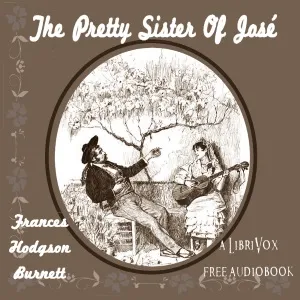 The Pretty Sister Of José
Frances
Hodgson
Burnett
A LIBRIVOX
FREE AUDIOBOOK